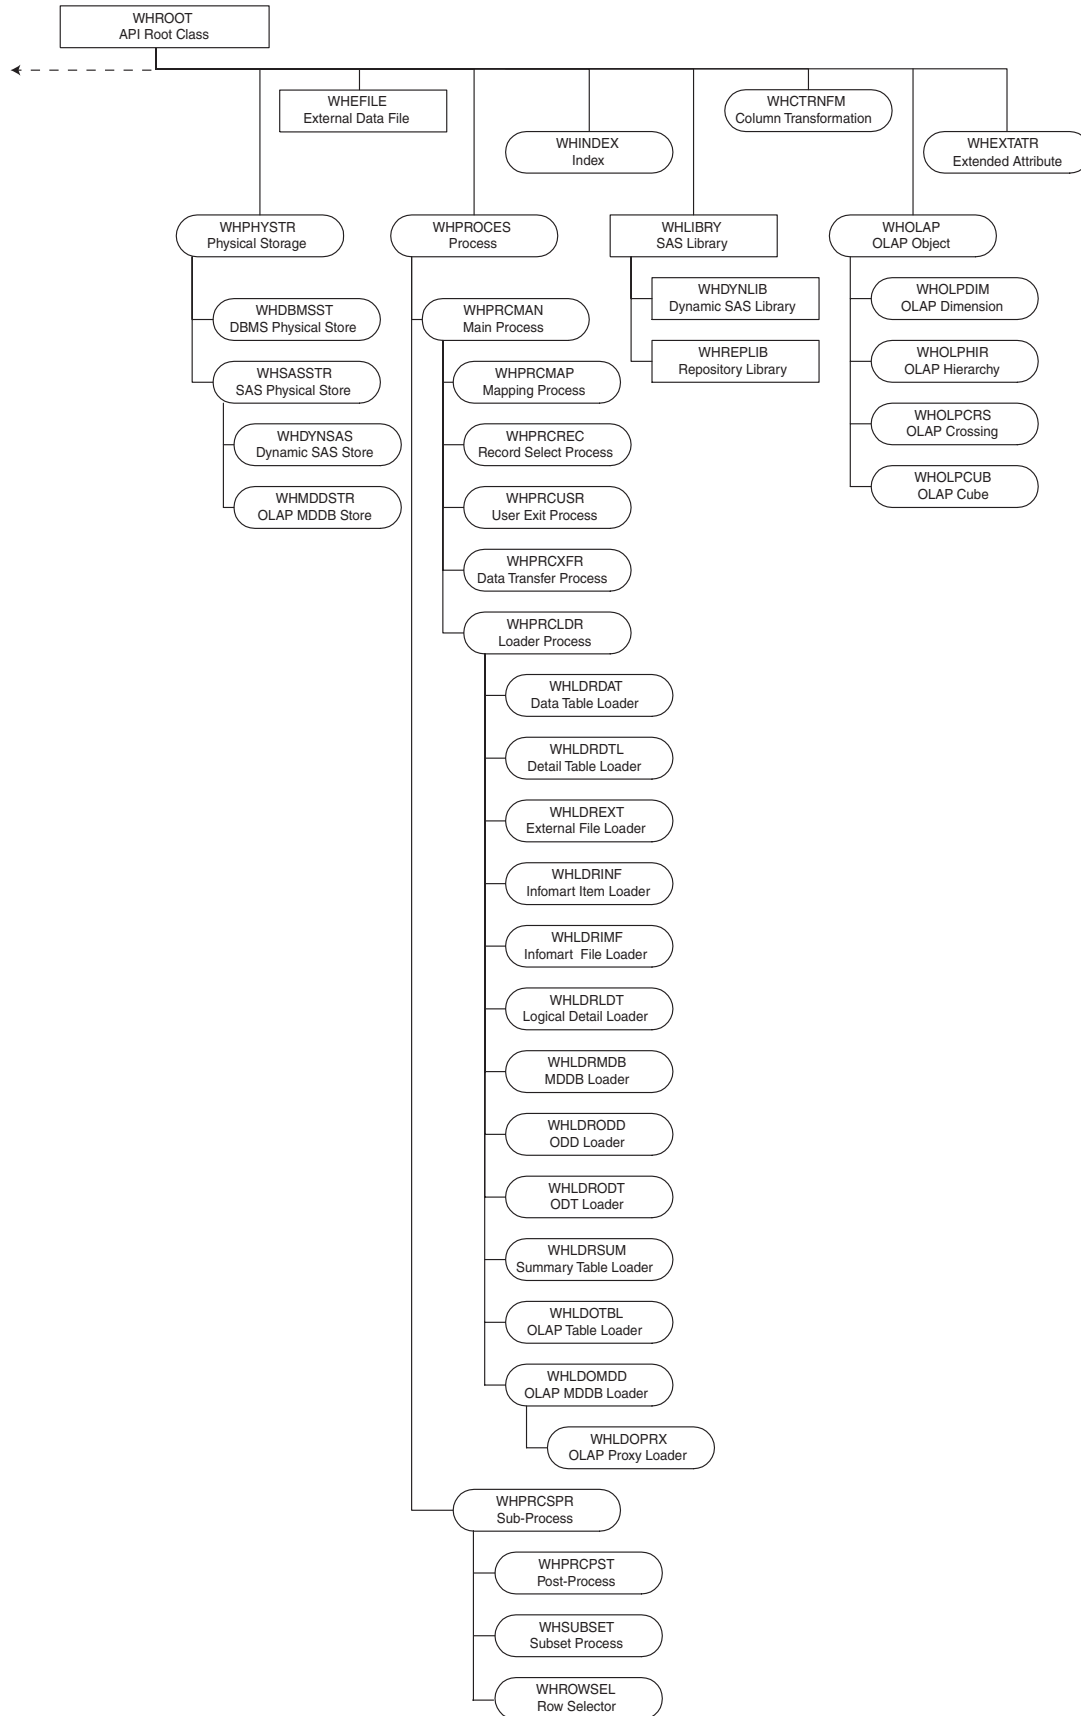 WHROOT
API Root Class
WHEFILE
External Data File
WHCTRNFM
Column Transformation
WHINDEX
Index
WHEXTATR
Extended Attribute
WHPHYSTR
Physical Storage
WHPROCES
Process
WHLIBRY
SAS Library
WHOLAP
OLAP Object
WHDBMSST
DBMS Physical Store
WHPRCMAN
Main Process
WHDYNLIB
Dynamic SAS Library
WHOLPDIM
OLAP Dimension
WHSASSTR
SAS Physical Store
WHPRCMAP
Mapping Process
WHREPLIB
Repository Library
WHOLPHIR
OLAP Hierarchy
WHDYNSAS
Dynamic SAS Store
WHPRCREC
Record Select Process
WHOLPCRS
OLAP Crossing
WHMDDSTR
OLAP MDDB Store
WHPRCUSR
User Exit Process
WHOLPCUB
OLAP Cube
WHPRCXFR
Data Transfer Process
WHPRCLDR
Loader Process
WHLDRDAT
Data Table Loader
WHLDRDTL
Detail Table Loader
WHLDREXT
External File Loader
WHLDRINF
Infomart Item Loader
WHLDRIMF
Infomart File Loader
WHLDRLDT
Logical Detail Loader
WHLDRMDB
MDDB Loader
WHLDRODD
ODD Loader
WHLDRODT
ODT Loader
WHLDRSUM
Summary Table Loader
WHLDOTBL
OLAP Table Loader
WHLDOMDD
OLAP MDDB Loader
WHLDOPRX
OLAP Proxy Loader
WHPRCSPR
Sub-Process
WHPRCPST
Post-Process
WHSUBSET
Subset Process
WHROWSEL
Row Selector